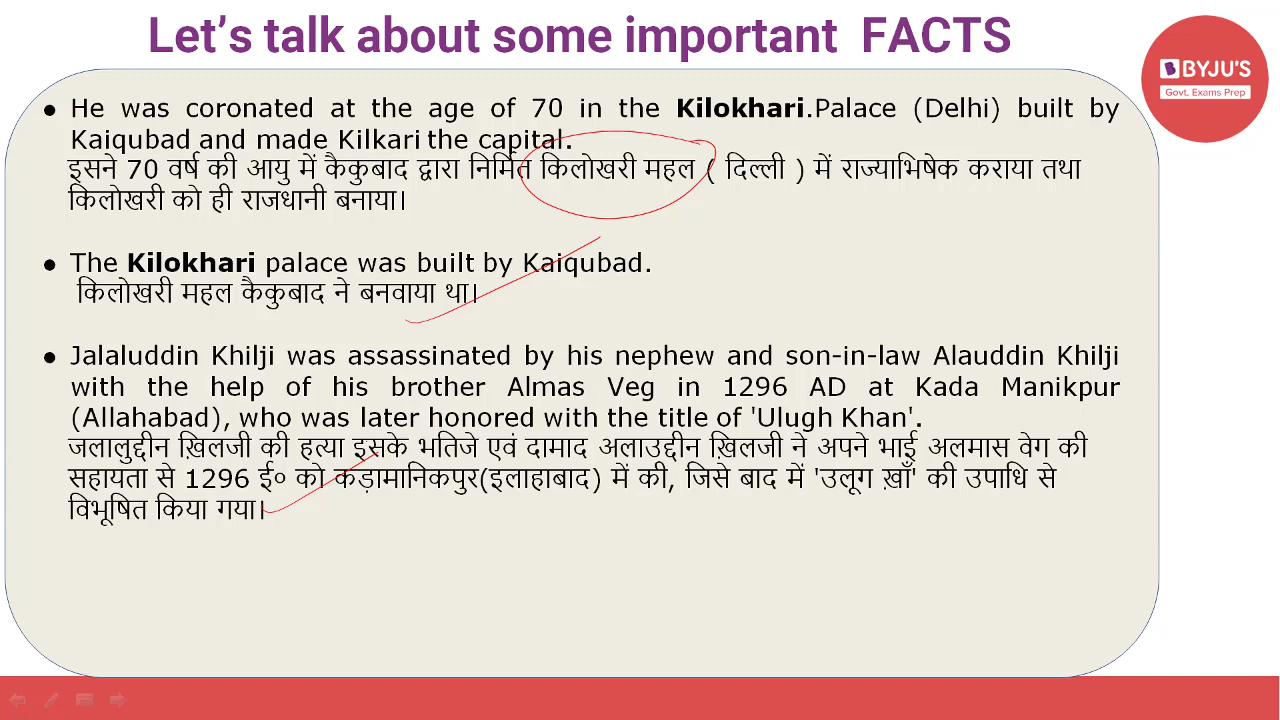 Let’s talk about some important FACTS
BYJU'S
Govt. Exams Prep
● He was coronated at the age of 70 in the Kilokhari.Palace (Delhi) built by
Kaiqubad and made Kilkari the capital.
इसने 70 वर्ष की आयु में कैकुबाद द्वारा निर्मित किलोखरी महल ( दिल्ली ) में राज्याभिषेक कराया तथा
किलोखरी को ही राजधानी बनाया।
● The Kilokhari palace was built by Kaiqubad.
किलोखरी महल कैकुबाद ने बनवाया था।
● Jalaluddin Khilji was assassinated by his nephew and son-in-law Alauddin Khilji
with the help of his brother Almas Veg in 1296 AD at Kada Manikpur
(Allahabad), who was later honored with the title of 'Ulugh Khan'.
जलालुद्दीन ख़िलजी की हत्या इसके भतिजे एवं दामाद अलाउद्दीन ख़िलजी ने अपने भाई अलमास वेग की
सहायता से 1296 ई० को कड़ामानिकपुर(इलाहाबाद) में की, जिसे बाद में 'उलूग ख़ाँ' की उपाधि से
विभूषित किया गया।